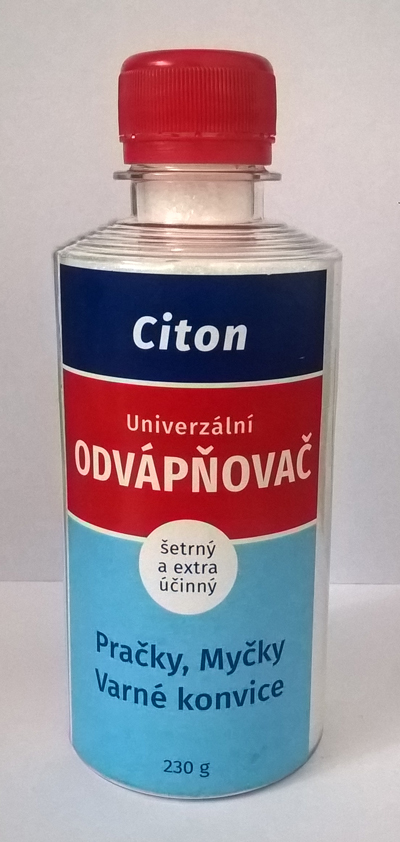 Citon
Univerzální
ODVÁPŇOVAČ
šetrný
a extra
účinný
Pračky, Myčky
Varné konvice
230 g